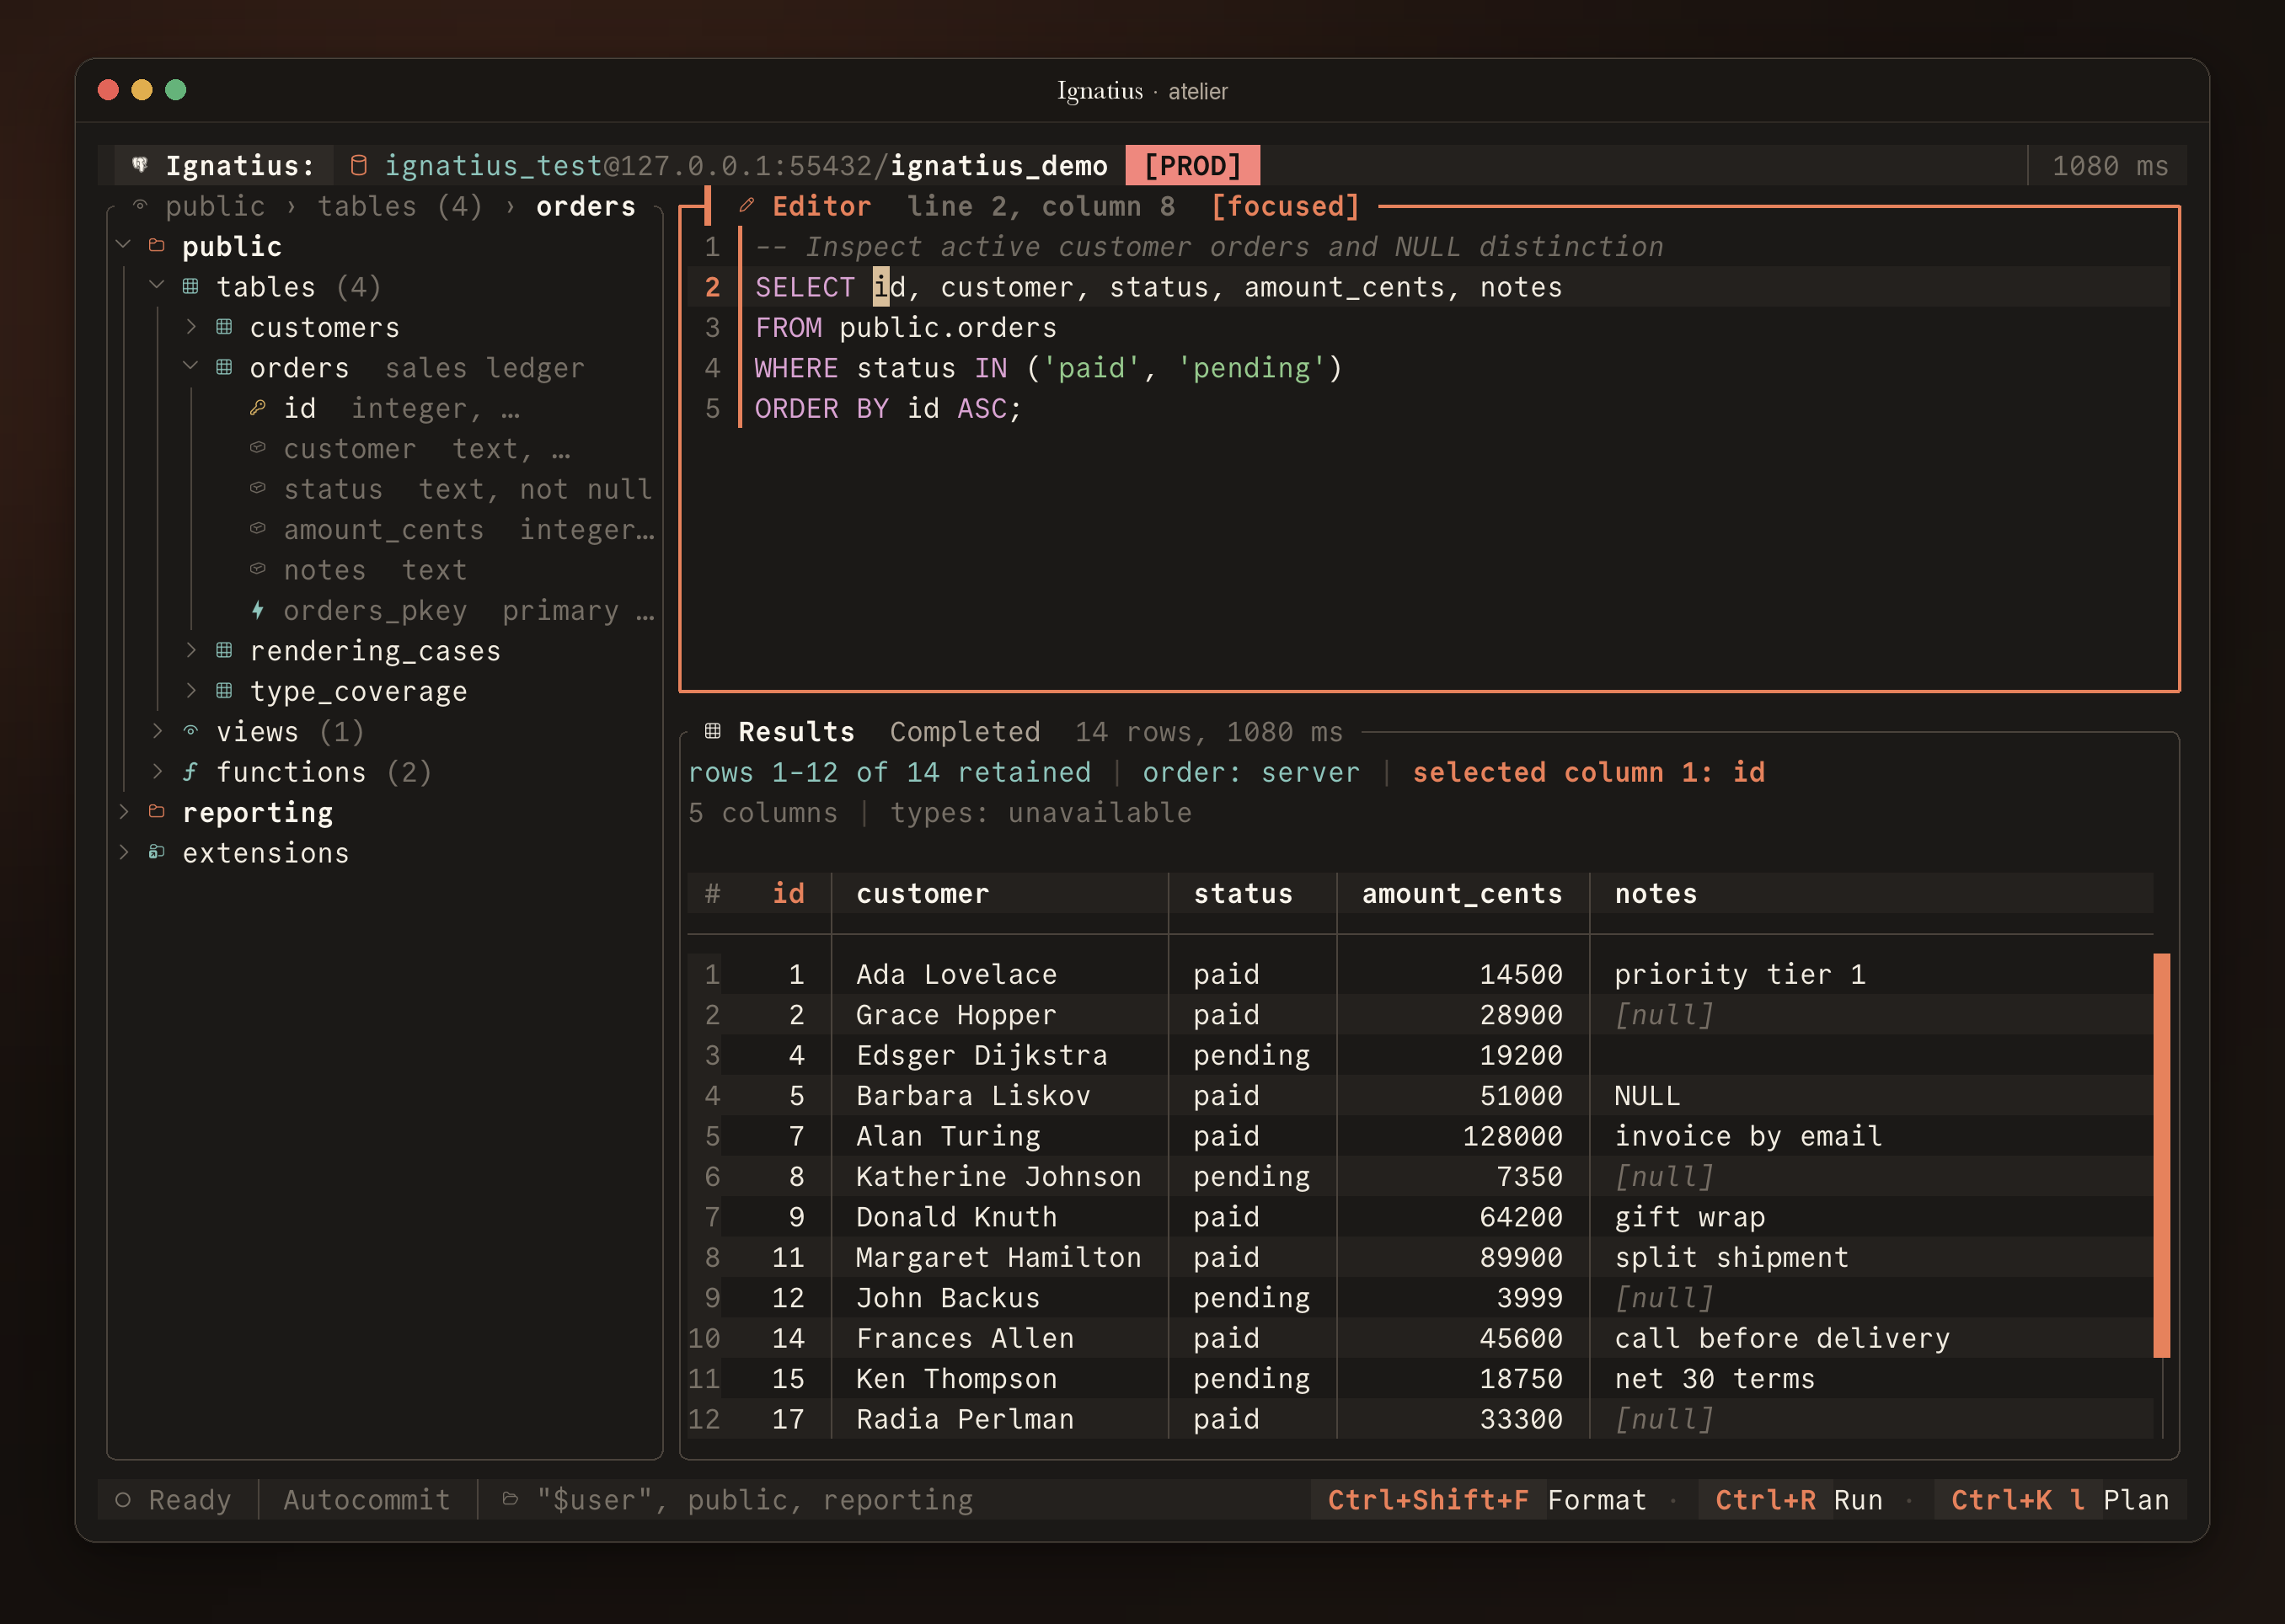 Ignatius · atelier
Ignatius: ignatius_test@127.0.0.1:55432/ignatius_demo [PROD] 1080 ms
public › tables (4) › orders
public
tables (4)
customers
orders sales ledger
id integer, …
customer text, …
status text, not null
amount_cents integer…
notes text
orders_pkey primary …
rendering_cases
type_coverage
views (1)
functions (2)
reporting
extensions
Editor line 2, column 8 [focused]
1 -- Inspect active customer orders and NULL distinction
2 SELECT id, customer, status, amount_cents, notes
3 FROM public.orders
4 WHERE status IN ('paid', 'pending')
5 ORDER BY id ASC;
Results Completed 14 rows, 1080 ms
rows 1-12 of 14 retained | order: server | selected column 1: id
5 columns | types: unavailable
# id customer status amount_cents notes
1 1 Ada Lovelace paid 14500 priority tier 1
2 2 Grace Hopper paid 28900 [null]
3 4 Edsger Dijkstra pending 19200
4 5 Barbara Liskov paid 51000 NULL
5 7 Alan Turing paid 128000 invoice by email
6 8 Katherine Johnson pending 7350 [null]
7 9 Donald Knuth paid 64200 gift wrap
8 11 Margaret Hamilton paid 89900 split shipment
9 12 John Backus pending 3999 [null]
10 14 Frances Allen paid 45600 call before delivery
11 15 Ken Thompson pending 18750 net 30 terms
12 17 Radia Perlman paid 33300 [null]
Ready Autocommit "$user", public, reporting Ctrl+Shift+F Format · Ctrl+R Run · Ctrl+K l Plan